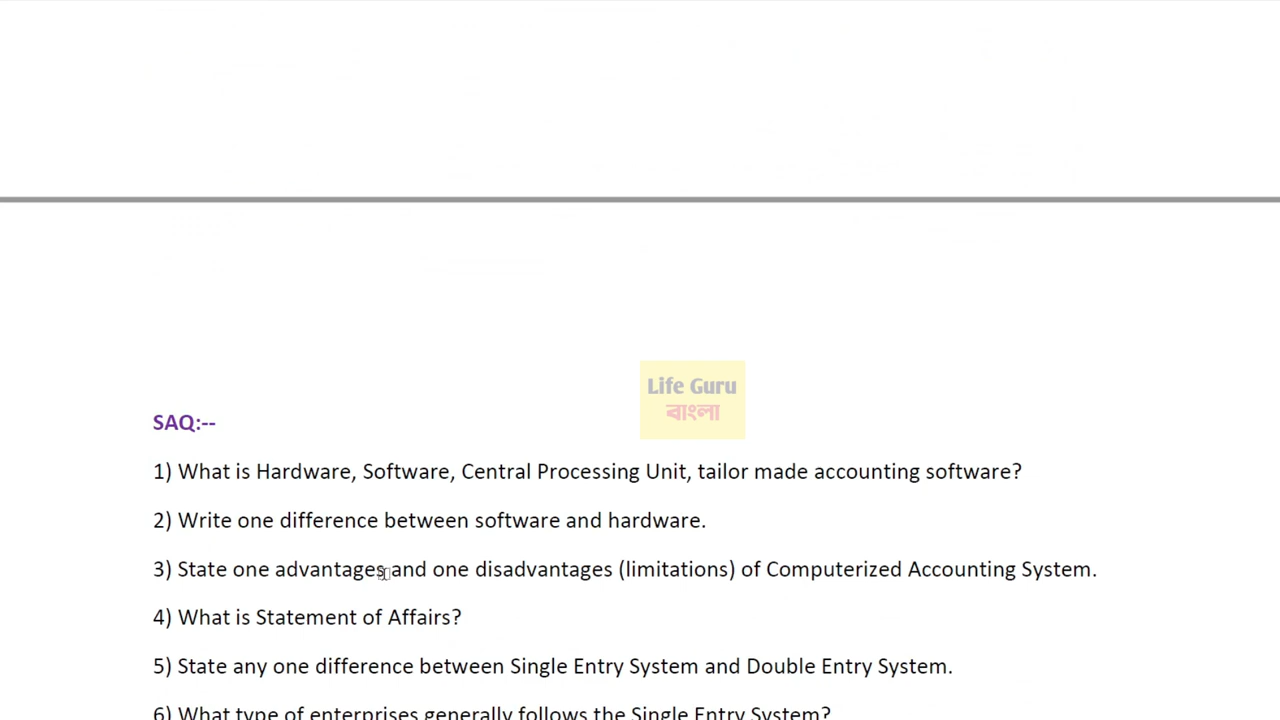 Life Guru
বাংলা
SAQ:--
1) What is Hardware, Software, Central Processing Unit, tailor made accounting software?
2) Write one difference between software and hardware.
3) State one advantages and one disadvantages (limitations) of Computerized Accounting System.
4) What is Statement of Affairs?
5) State any one difference between Single Entry System and Double Entry System.
6) What type of enterprises generally follows the Single Entry System?